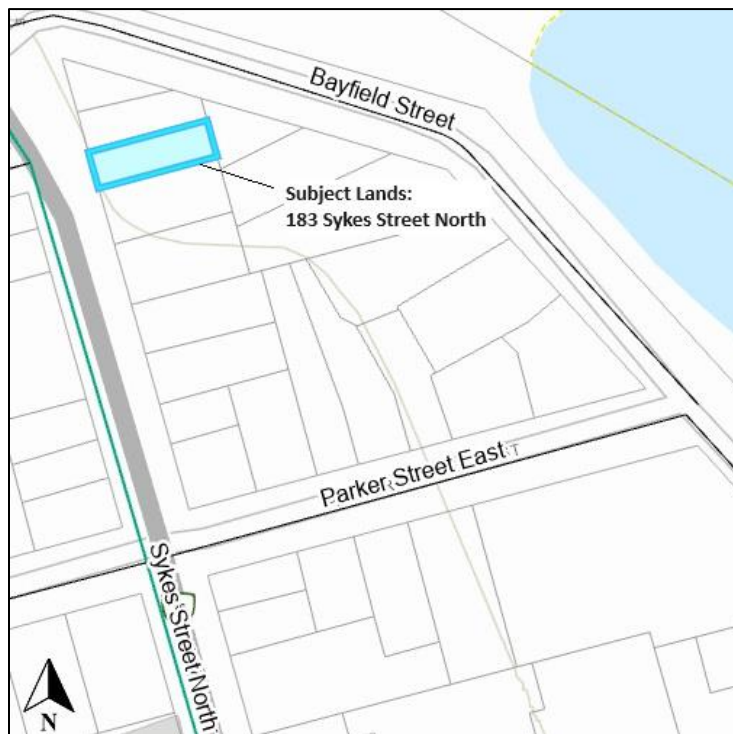 Bayfield Street
Subject Lands:
183 Sykes Street North
Parker Street East
Sykes Street North
N